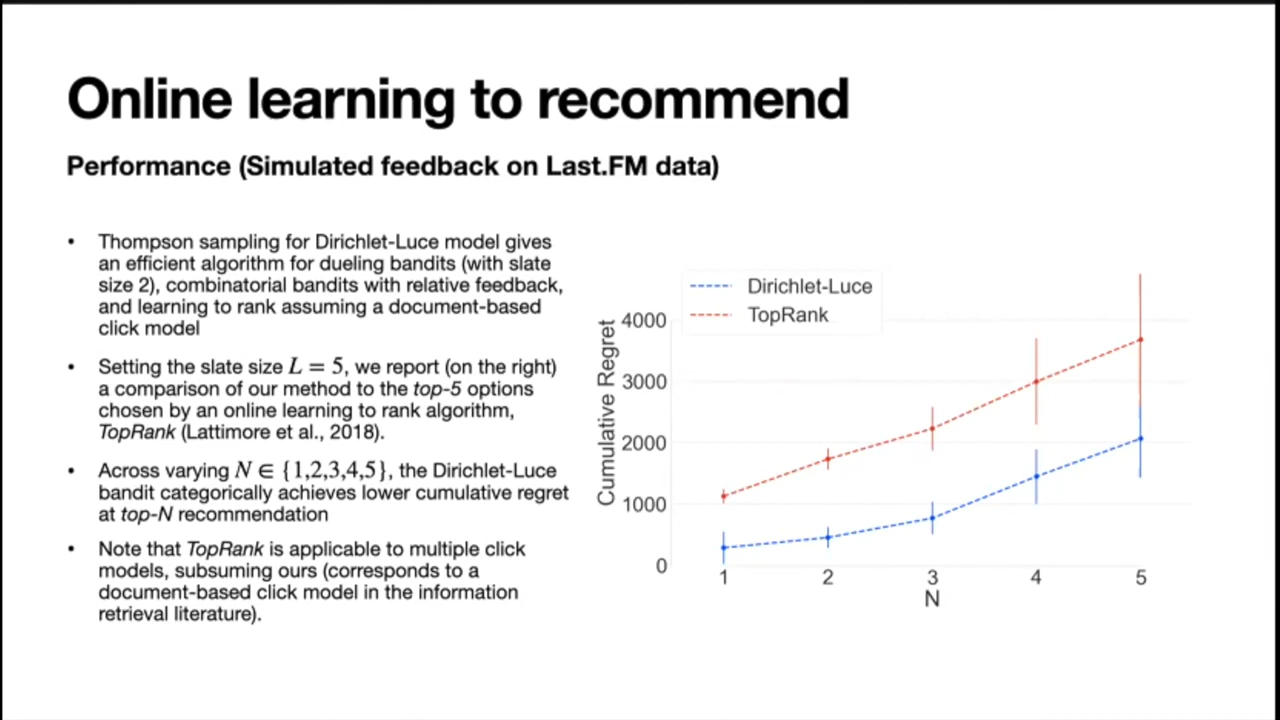 Online learning to recommend
Performance (Simulated feedback on Last.FM data)
• Thompson sampling for Dirichlet-Luce model gives
an efficient algorithm for dueling bandits (with slate
size 2), combinatorial bandits with relative feedback,
and learning to rank assuming a document-based
click model
• Setting the slate size L = 5, we report (on the right)
a comparison of our method to the top-5 options
chosen by an online learning to rank algorithm,
TopRank (Lattimore et al., 2018).
• Across varying N ∈ {1,2,3,4,5}, the Dirichlet-Luce
bandit categorically achieves lower cumulative regret
at top-N recommendation
• Note that TopRank is applicable to multiple click
models, subsuming ours (corresponds to a
document-based click model in the information
retrieval literature).
Dirichlet-Luce
TopRank
Cumulative Regret
4000
3000
2000
1000
0
1 2 3 4 5
N